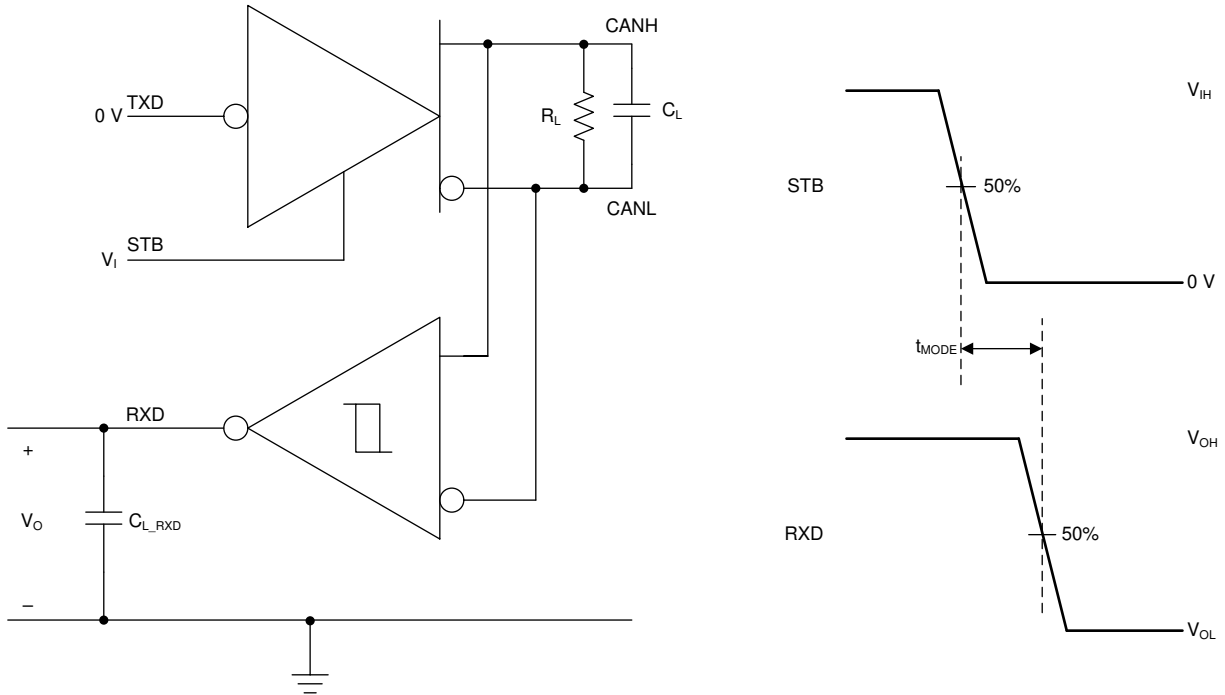 CANH
TXD
0 V
R_L
C_L
CANL
STB
V_I
RXD
+
V_O
C_L_RXD
–
V_IH
STB
50%
0 V
t_MODE
V_OH
RXD
50%
V_OL